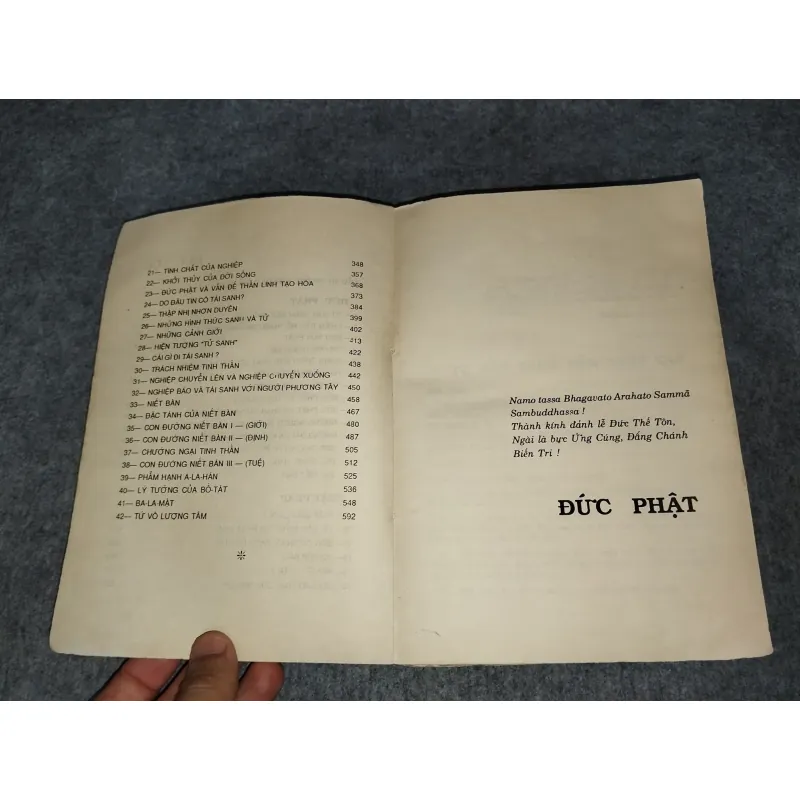 21— TÍNH CHẤT CỦA NGHIỆP 348
22— KHỞI THỦY CỦA ĐỜI SỐNG 357
23— ĐỨC PHẬT VÀ VẤN ĐỀ THẦN LINH TẠO HÓA 368
24— DO ĐÂU TIN CÓ TÁI SANH? 373
25— THẬP NHỊ NHƠN DUYÊN 384
26— NHỮNG HÌNH THỨC SANH VÀ TỬ 399
27— NHỮNG CẢNH GIỚI 402
28— HIỆN TƯỢNG "TỬ SANH" 413
29— CÁI GÌ ĐI TÁI SANH ? 422
30— TRÁCH NHIỆM TINH THẦN 438
31— NGHIỆP CHUYỂN LÊN VÀ NGHIỆP CHUYỂN XUỐNG 442
32— NGHIỆP BÁO VÀ TÁI SANH VỚI NGƯỜI PHƯƠNG TÂY 450
33— NIẾT BÀN 458
34— ĐẶC TÁNH CỦA NIẾT BÀN 467
35— CON ĐƯỜNG NIẾT BÀN I — (GIỚI) 480
36— CON ĐƯỜNG NIẾT BÀN II — (ĐỊNH) 487
37— CHƯỚNG NGẠI TINH THẦN 505
38— CON ĐƯỜNG NIẾT BÀN III — (TUỆ) 512
39— PHẨM HẠNH A-LA-HÁN 525
40— LÝ TƯỞNG CỦA BỒ-TÁT 536
41— BA-LA-MẬT 548
42— TỨ VÔ LƯỢNG TÂM 592
Namo tassa Bhagavato Arahato Sammā
Sambuddhassa !
Thành kính đảnh lễ Đức Thế Tôn,
Ngài là bực Ứng Cúng, Đấng Chánh
Biến Tri !
ĐỨC PHẬT